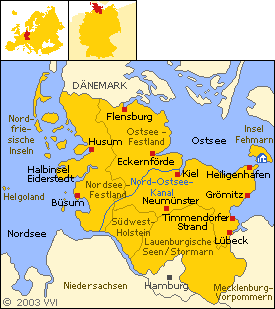 DÄNEMARK
Flensburg
Nord-
friesische
Inseln
Ostsee
-Festland
Ostsee
Insel
Fehmarn
Husum
Eckernförde
Halbinsel
Eiderstedt
Kiel
Heiligenhafen
Nord-Ostsee-
Kanal
Nordsee
-Festland
Helgoland
Büsum
Neumünster
Grömitz
Timmendorfer
Strand
Südwest-
Holstein
Nordsee
Lübeck
Lauenburgische
Seen/Stormarn
Hamburg
Niedersachsen
Mecklenburg-
Vorpommern
© 2003 VVI